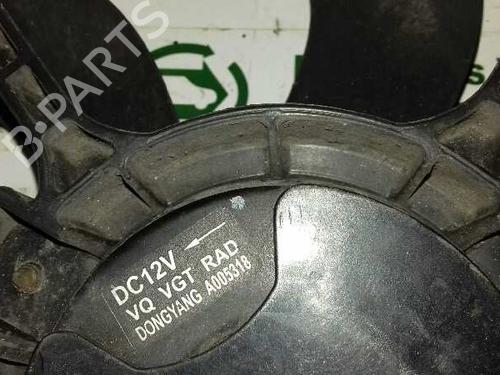 B-PARTS
DC12V
VQ VGT RAD
DONGYANG A005318